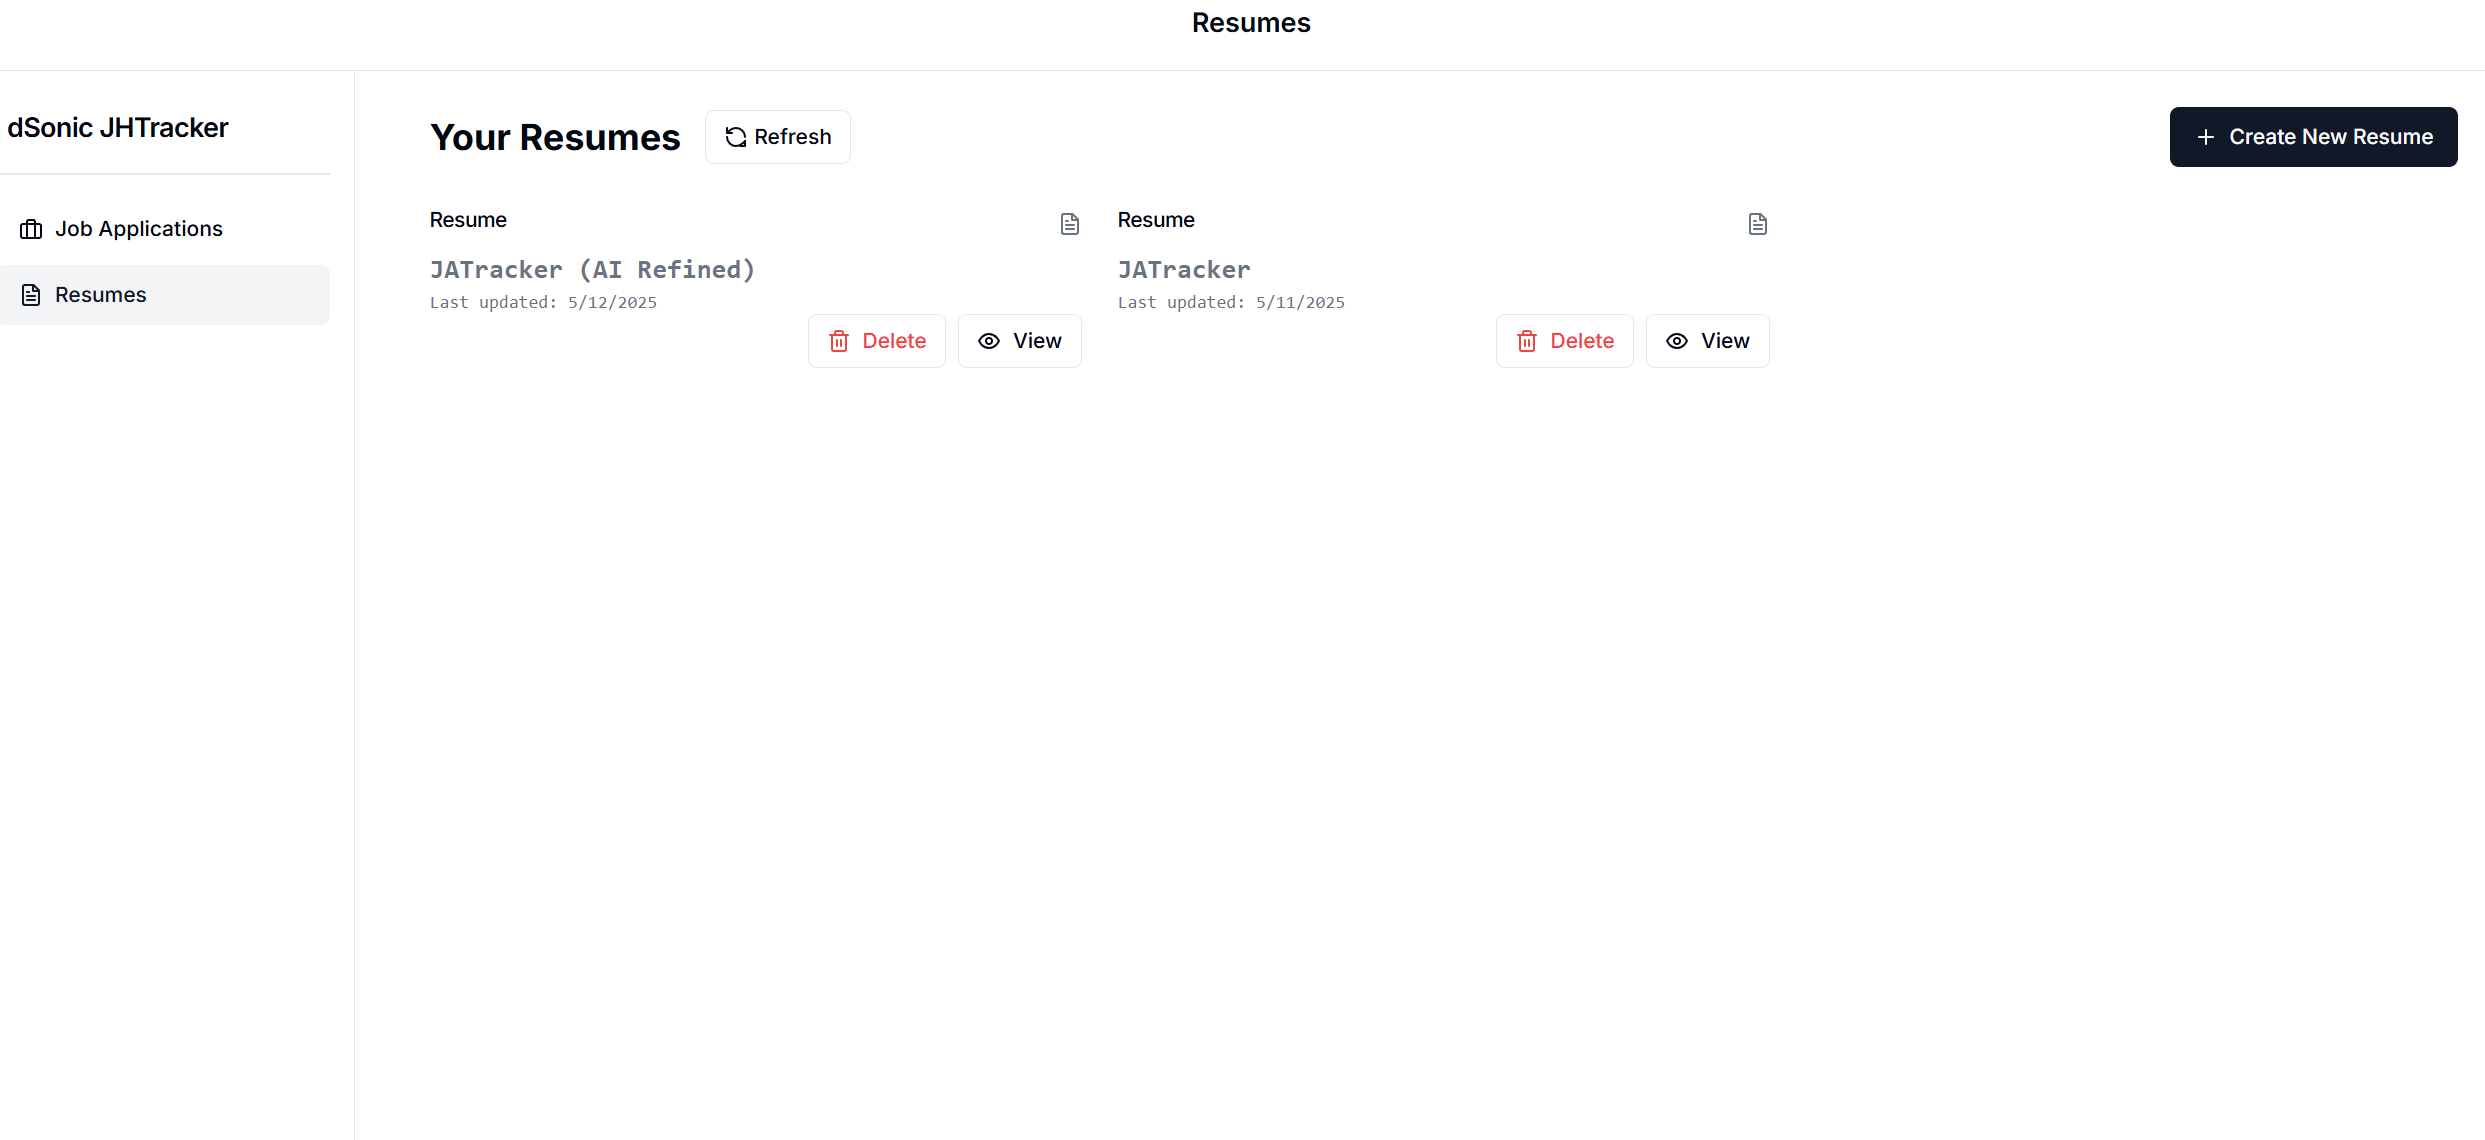 Resumes
dSonic JHTracker
Job Applications
Resumes
Your Resumes
Refresh
Create New Resume
Resume
JATracker (AI Refined)
Last updated: 5/12/2025
Delete
View
Resume
JATracker
Last updated: 5/11/2025
Delete
View